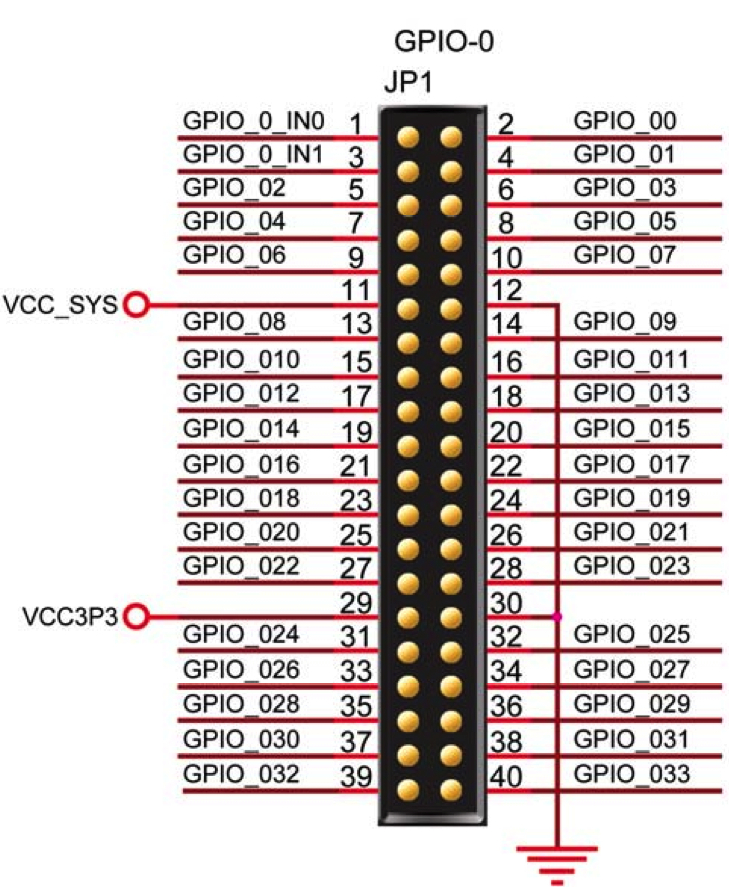 GPIO-0
JP1
GPIO_0_IN0 1 2 GPIO_00
GPIO_0_IN1 3 4 GPIO_01
GPIO_02 5 6 GPIO_03
GPIO_04 7 8 GPIO_05
GPIO_06 9 10 GPIO_07
VCC_SYS 11 12
GPIO_08 13 14 GPIO_09
GPIO_010 15 16 GPIO_011
GPIO_012 17 18 GPIO_013
GPIO_014 19 20 GPIO_015
GPIO_016 21 22 GPIO_017
GPIO_018 23 24 GPIO_019
GPIO_020 25 26 GPIO_021
GPIO_022 27 28 GPIO_023
VCC3P3 29 30
GPIO_024 31 32 GPIO_025
GPIO_026 33 34 GPIO_027
GPIO_028 35 36 GPIO_029
GPIO_030 37 38 GPIO_031
GPIO_032 39 40 GPIO_033